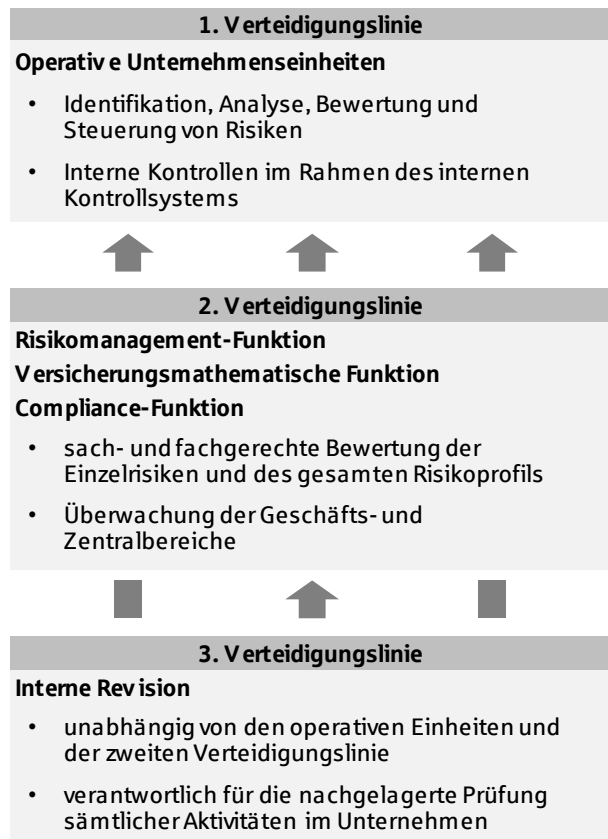 1. Verteidigungslinie
Operative Unternehmenseinheiten
• Identifikation, Analyse, Bewertung und
Steuerung von Risiken
• Interne Kontrollen im Rahmen des internen
Kontrollsystems
2. Verteidigungslinie
Risikomanagement-Funktion
Versicherungsmathematische Funktion
Compliance-Funktion
• sach- und fachgerechte Bewertung der
Einzelrisiken und des gesamten Risikoprofils
• Überwachung der Geschäfts- und
Zentralbereiche
3. Verteidigungslinie
Interne Revision
• unabhängig von den operativen Einheiten und
der zweiten Verteidigungslinie
• verantwortlich für die nachgelagerte Prüfung
sämtlicher Aktivitäten im Unternehmen